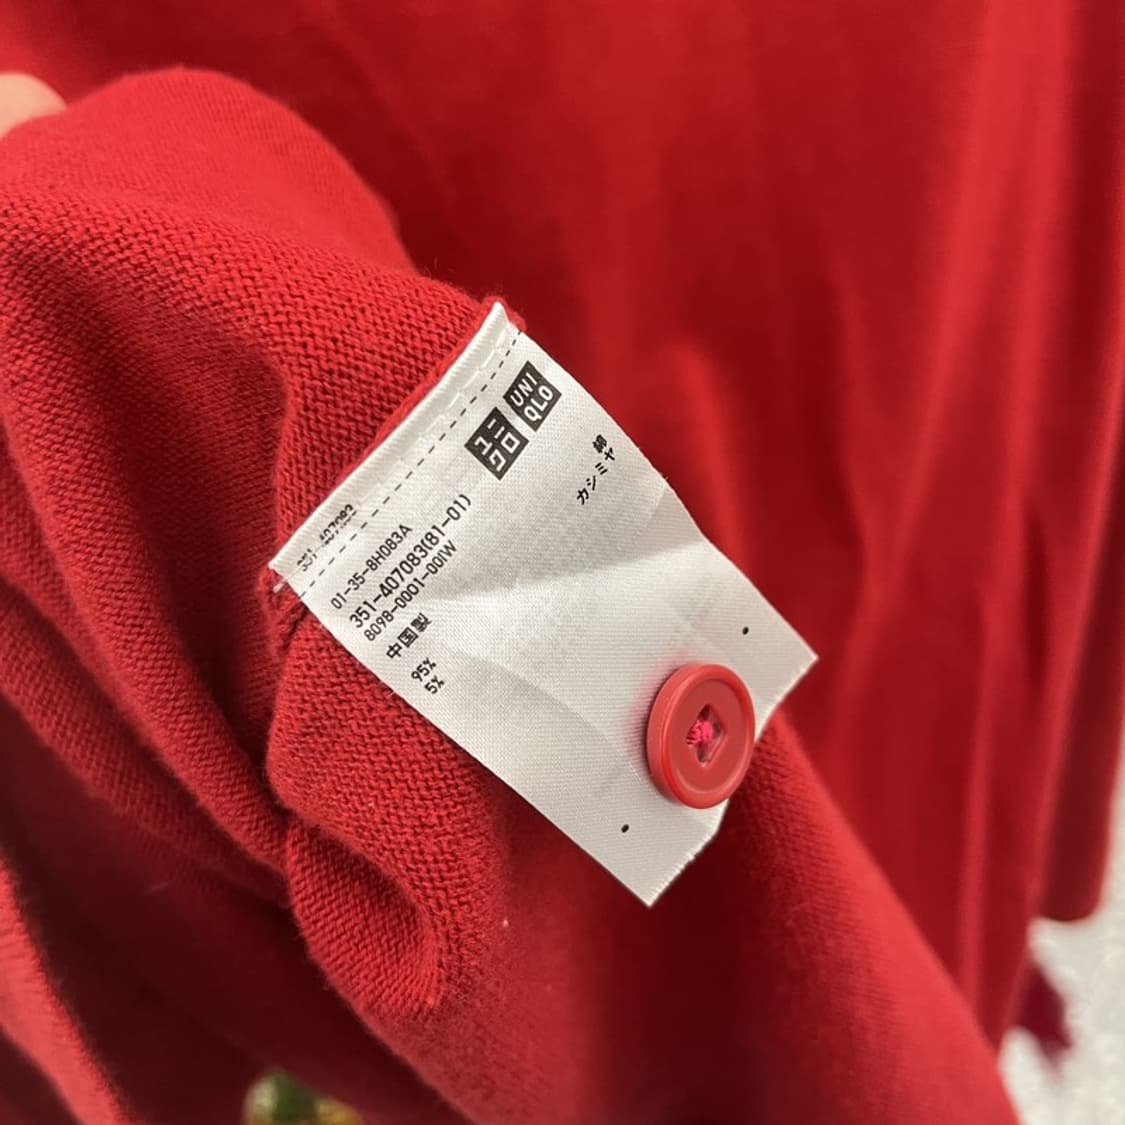 351-407083
ユニ
クロ
UNI
QLO
01-35-8H083A
351-407083(81-01)
8098-0001-00IW
中国製
綿 95%
カシミヤ 5%